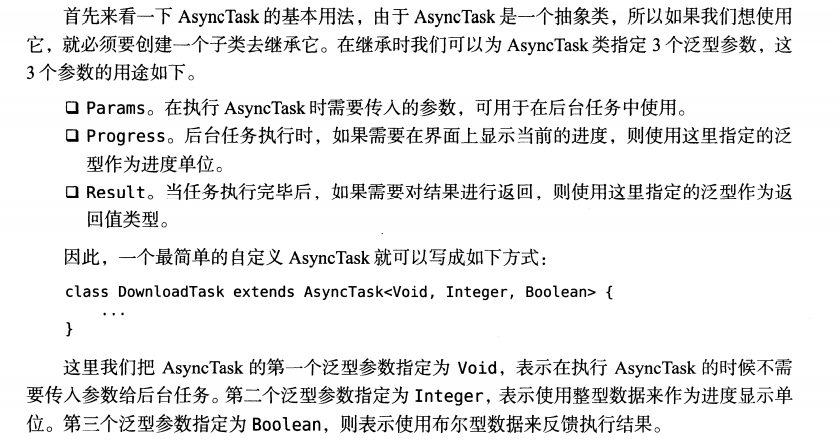 首先来看一下 AsyncTask 的基本用法，由于 AsyncTask 是一个抽象类，所以如果我们想使用
它，就必须要创建一个子类去继承它。在继承时我们可以为 AsyncTask 类指定 3 个泛型参数，这
3 个参数的用途如下。
❑ Params。在执行 AsyncTask 时需要传入的参数，可用于在后台任务中使用。
❑ Progress。后台任务执行时，如果需要在界面上显示当前的进度，则使用这里指定的泛
型作为进度单位。
❑ Result。当任务执行完毕后，如果需要对结果进行返回，则使用这里指定的泛型作为返
回值类型。
因此，一个最简单的自定义 AsyncTask 就可以写成如下方式：
class DownloadTask extends AsyncTask<Void, Integer, Boolean> {
...
}
这里我们把 AsyncTask 的第一个泛型参数指定为 Void，表示在执行 AsyncTask 的时候不需
要传入参数给后台任务。第二个泛型参数指定为 Integer，表示使用整型数据来作为进度显示单
位。第三个泛型参数指定为 Boolean，则表示使用布尔型数据来反馈执行结果。